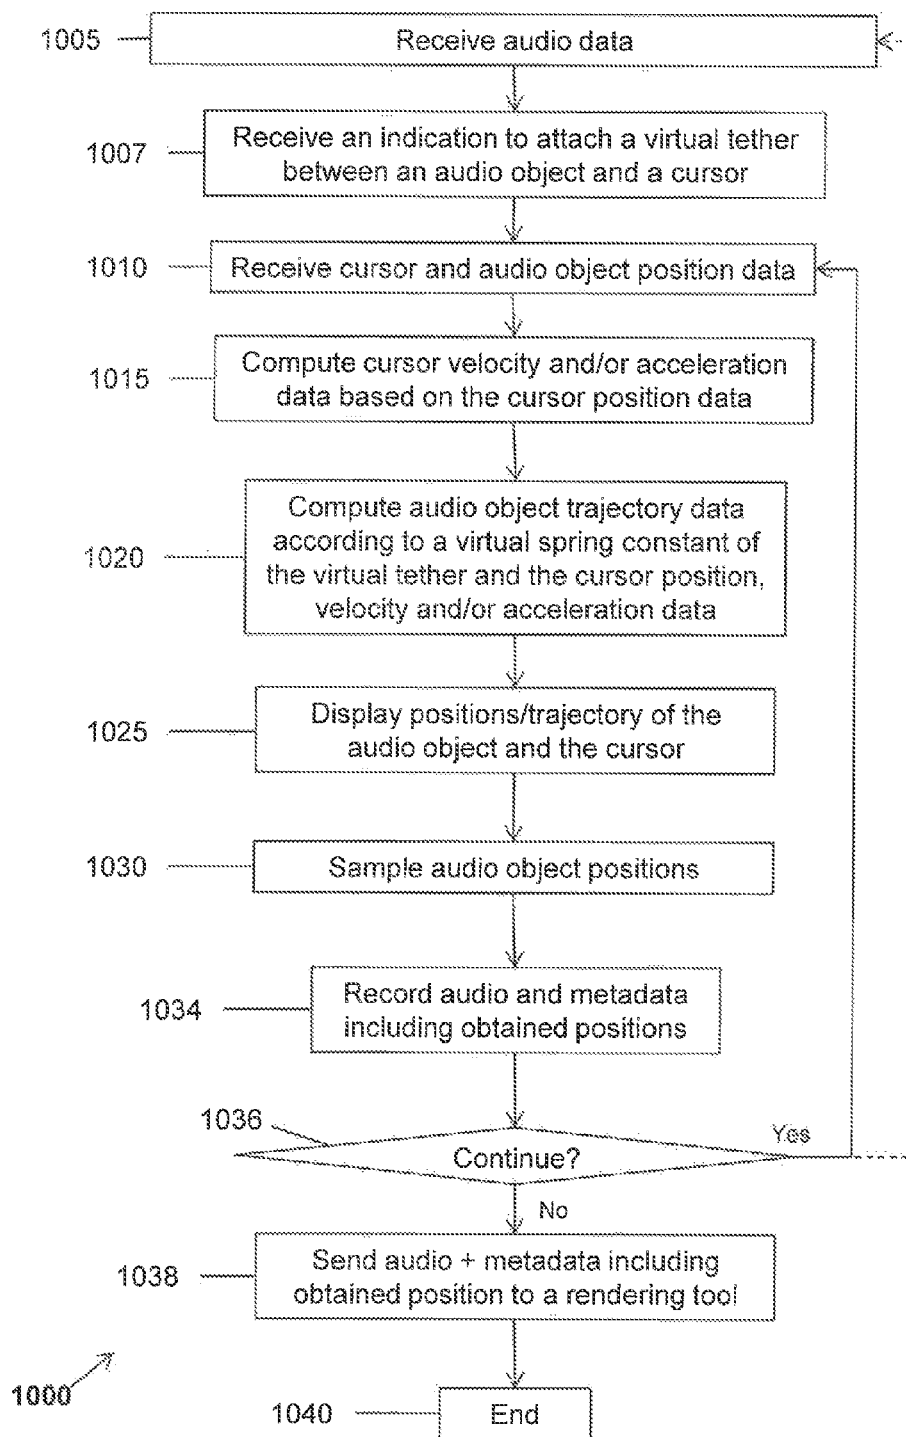 1005
Receive audio data
1007
Receive an indication to attach a virtual tether
between an audio object and a cursor
1010
Receive cursor and audio object position data
1015
Compute cursor velocity and/or acceleration
data based on the cursor position data
1020
Compute audio object trajectory data
according to a virtual spring constant of
the virtual tether and the cursor position,
velocity and/or acceleration data
1025
Display positions/trajectory of the
audio object and the cursor
1030
Sample audio object positions
1034
Record audio and metadata
including obtained positions
1036
Continue?
Yes
No
1038
Send audio + metadata including
obtained position to a rendering tool
1000
1040
End